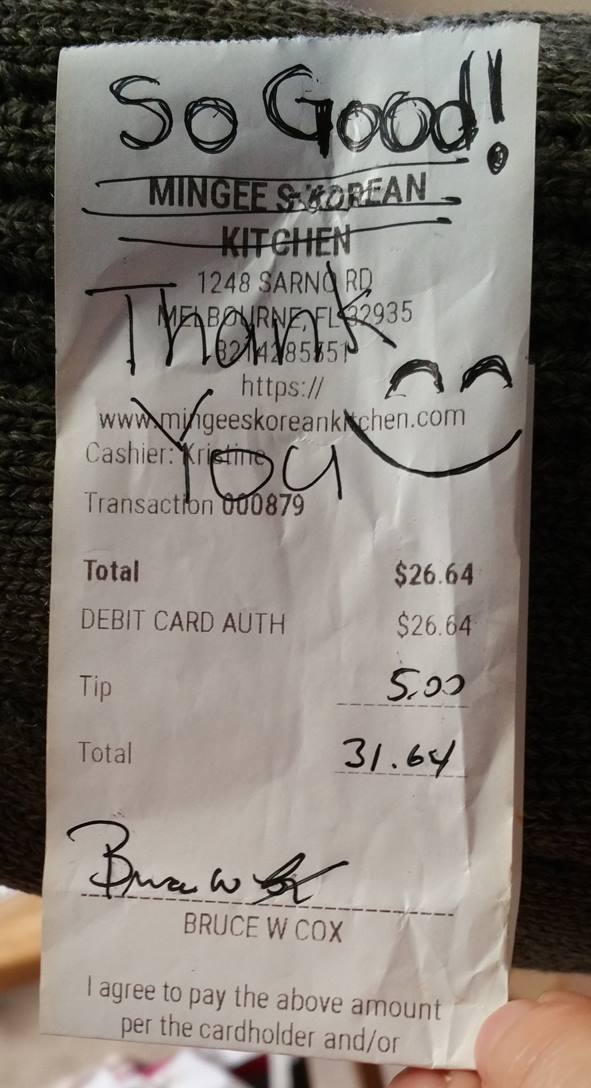 So Good!
MINGEE'S KOREAN
KITCHEN
1248 SARNO RD
MELBOURNE, FL 32935
Thank
https://
www.mingeeskoreankitchen.com
Cashier: Kristine
You
Transaction 000879
Total $26.64
DEBIT CARD AUTH $26.64
Tip 5.00
Total 31.64
Bruce W Cox
BRUCE W COX
I agree to pay the above amount
per the cardholder and/or